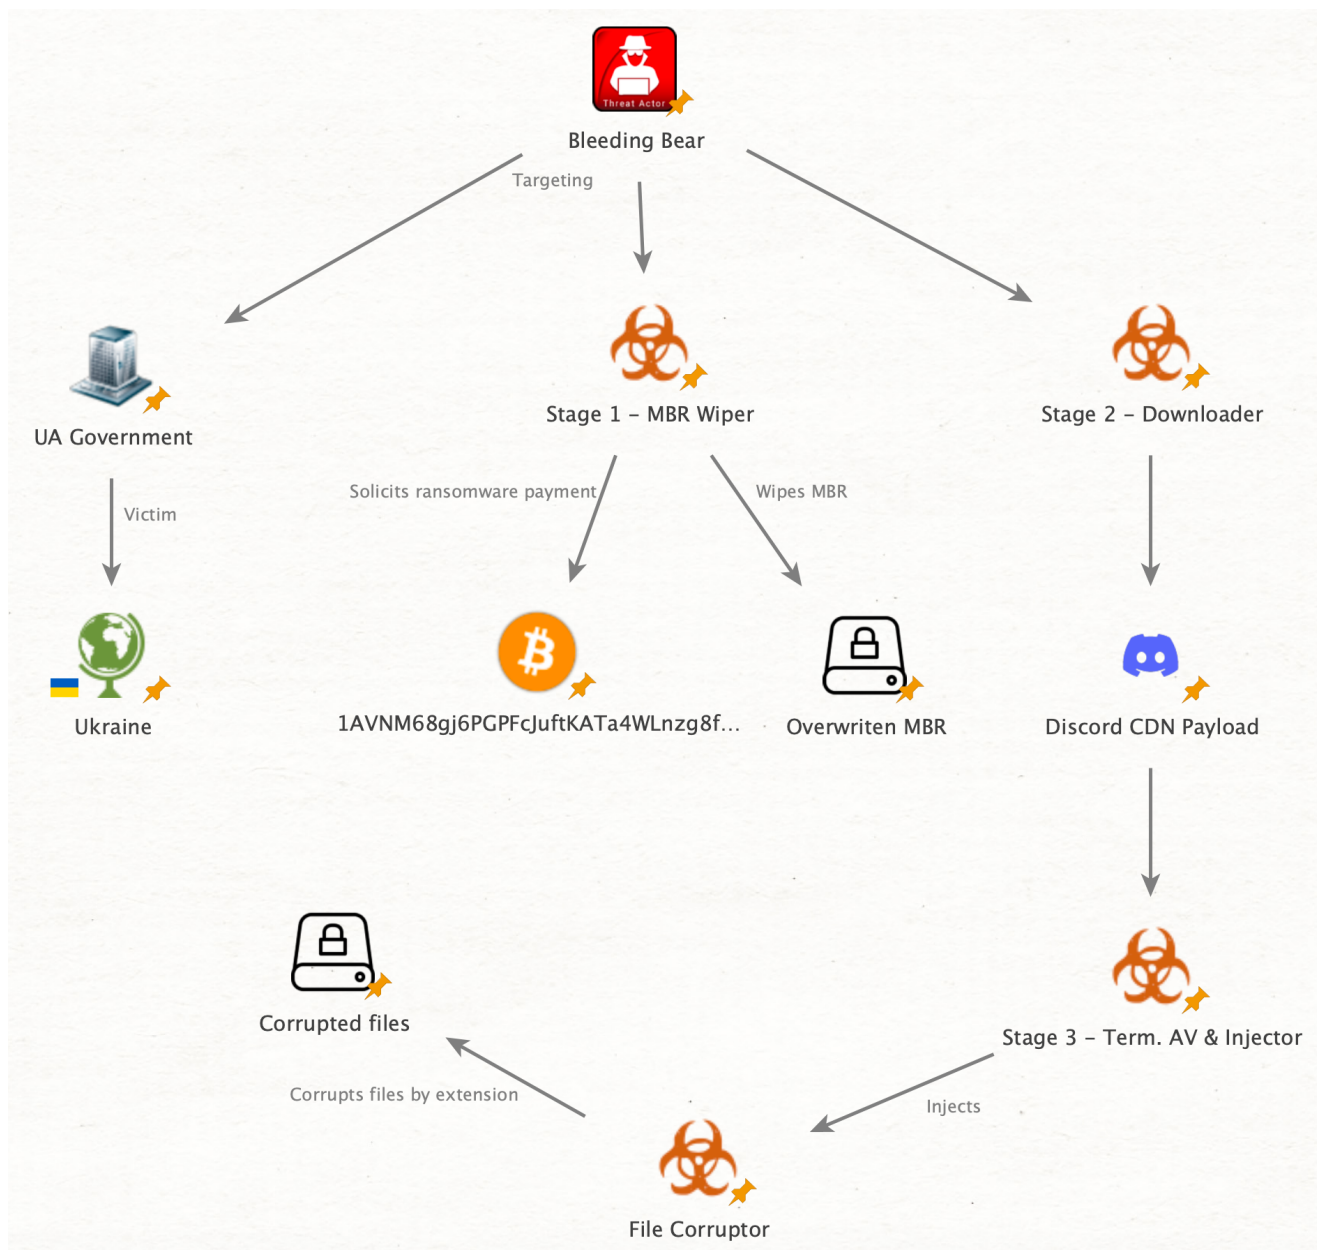 Threat Actor
Bleeding Bear
Targeting
UA Government
Stage 1 – MBR Wiper
Stage 2 – Downloader
Solicits ransomware payment
Wipes MBR
Victim
Ukraine
1AVNM68gj6PGPFcJuftKATa4WLnzg8f...
Overwriten MBR
Discord CDN Payload
Corrupted files
Stage 3 – Term. AV & Injector
Corrupts files by extension
Injects
File Corruptor